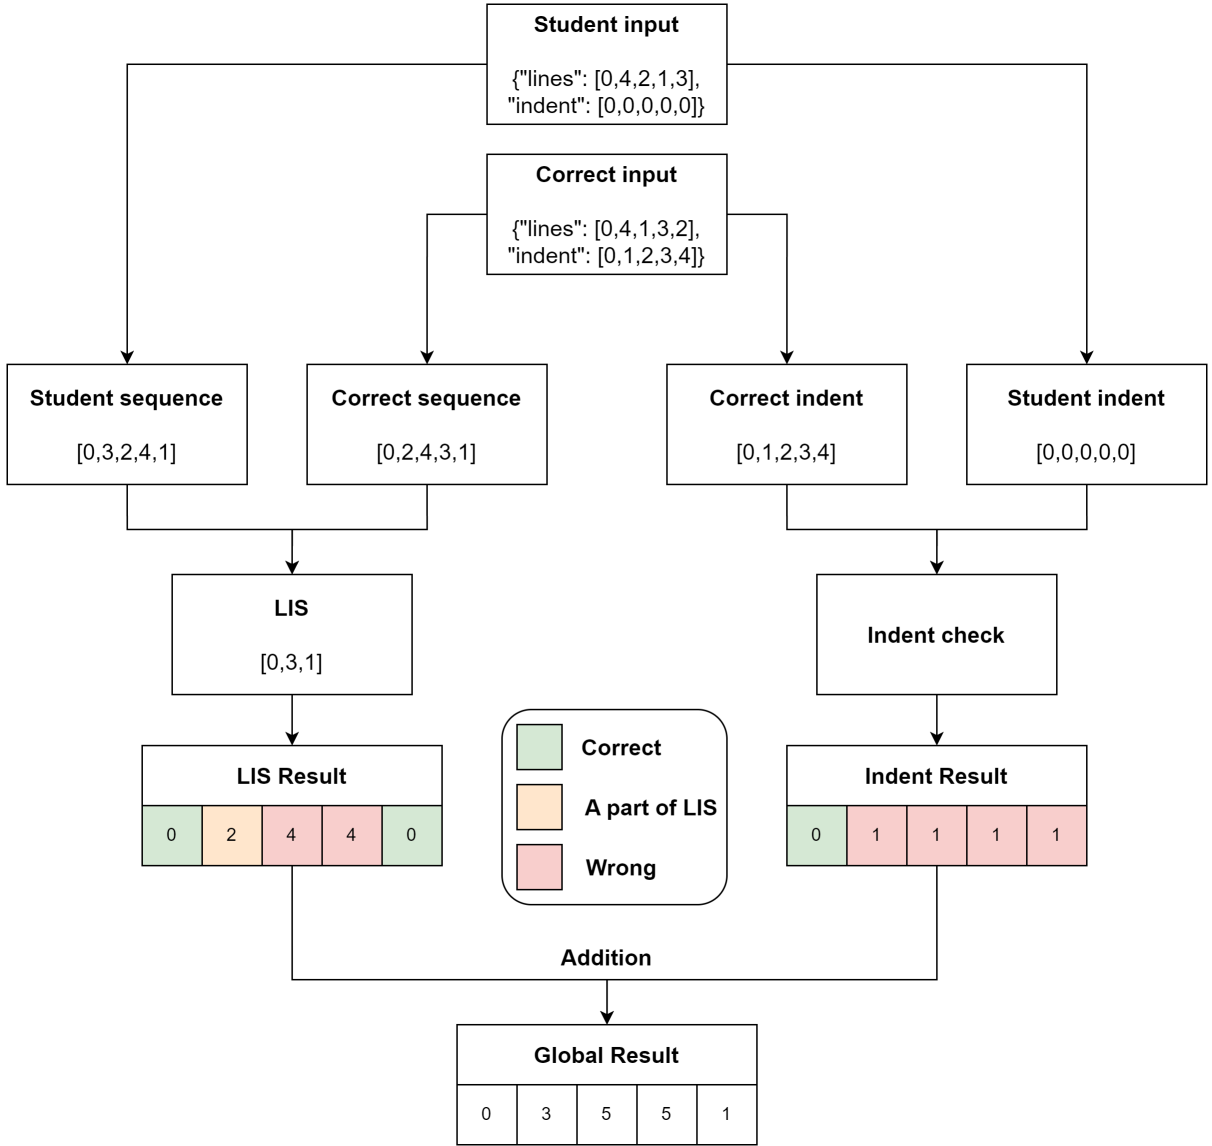 Student input
{"lines": [0,4,2,1,3],
"indent": [0,0,0,0,0]}
Correct input
{"lines": [0,4,1,3,2],
"indent": [0,1,2,3,4]}
Student sequence
[0,3,2,4,1]
Correct sequence
[0,2,4,3,1]
Correct indent
[0,1,2,3,4]
Student indent
[0,0,0,0,0]
LIS
[0,3,1]
Indent check
LIS Result
0 2 4 4 0
Correct
A part of LIS
Wrong
Indent Result
0 1 1 1 1
Addition
Global Result
0 3 5 5 1